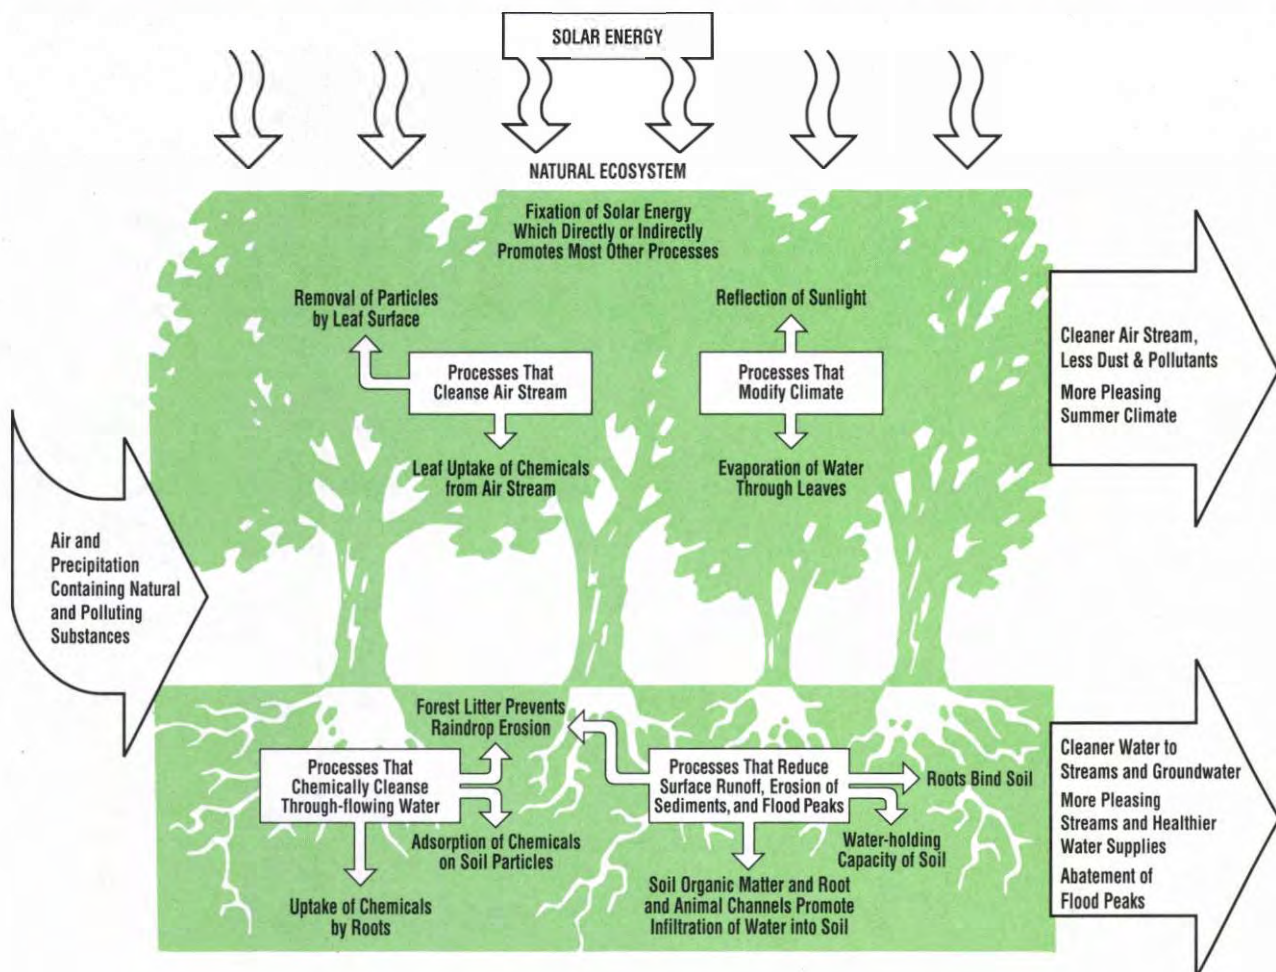 SOLAR ENERGY
NATURAL ECOSYSTEM
Fixation of Solar Energy
Which Directly or Indirectly
Promotes Most Other Processes
Removal of Particles
by Leaf Surface
Processes That
Cleanse Air Stream
Leaf Uptake of Chemicals
from Air Stream
Reflection of Sunlight
Processes That
Modify Climate
Evaporation of Water
Through Leaves
Cleaner Air Stream,
Less Dust & Pollutants
More Pleasing
Summer Climate
Air and
Precipitation
Containing Natural
and Polluting
Substances
Forest Litter Prevents
Raindrop Erosion
Processes That
Chemically Cleanse
Through-flowing Water
Adsorption of Chemicals
on Soil Particles
Uptake of Chemicals
by Roots
Processes That Reduce
Surface Runoff, Erosion of
Sediments, and Flood Peaks
Roots Bind Soil
Water-holding
Capacity of Soil
Soil Organic Matter and Root
and Animal Channels Promote
Infiltration of Water into Soil
Cleaner Water to
Streams and Groundwater
More Pleasing
Streams and Healthier
Water Supplies
Abatement of
Flood Peaks